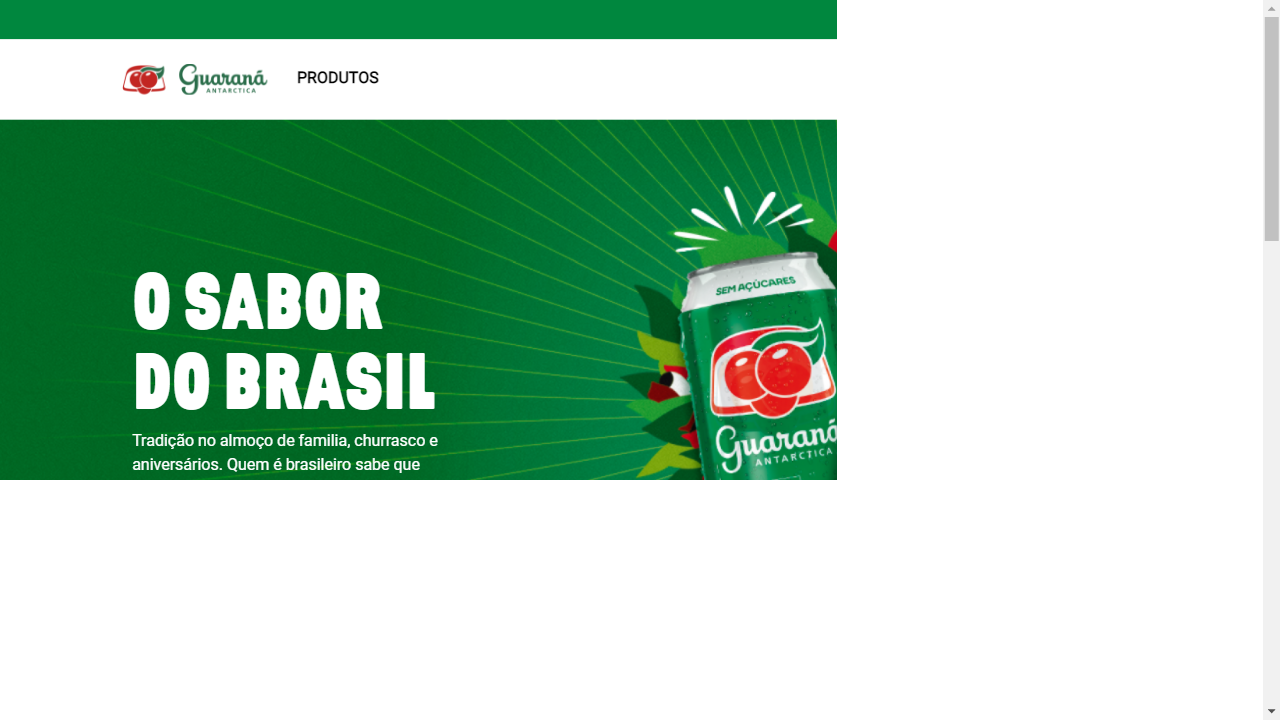 Guaraná
ANTARCTICA
PRODUTOS
SEM AÇÚCARES
O SABOR
DO BRASIL
Guaraná
ANTARCTICA
Tradição no almoço de familia, churrasco e
aniversários. Quem é brasileiro sabe que